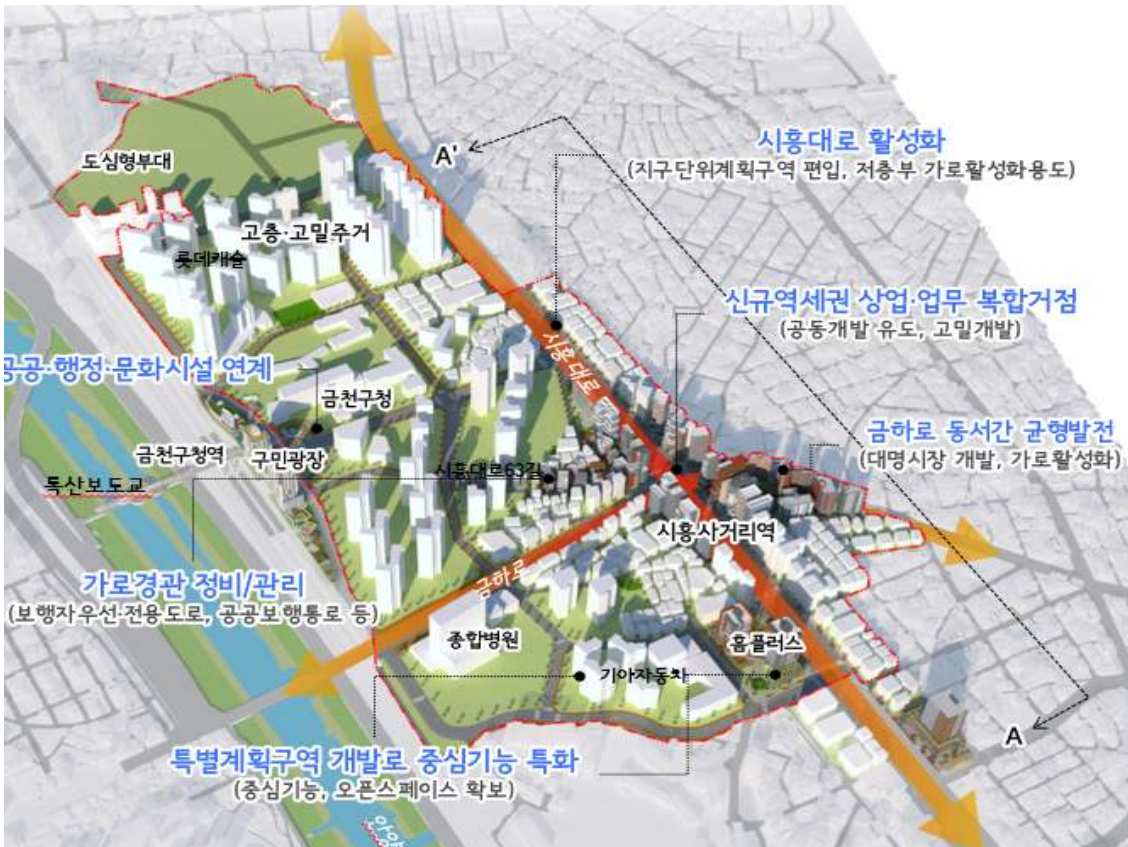 시흥대로 활성화
(지구단위계획구역 편입, 저층부 가로활성화용도)
A'
도심형부대
고층·고밀주거
롯데캐슬
신규역세권 상업·업무 복합거점
(공동개발 유도, 고밀개발)
시흥대로
공공·행정·문화시설 연계
금천구청
금하로 동서간 균형발전
(대명시장 개발, 가로활성화)
금천구청역
구민광장
시흥대로63길
독산보도교
시흥사거리역
가로경관 정비/관리
(보행자우선·전용도로, 공공보행통로 등)
금하로
종합병원
홈플러스
기아자동차
A
특별계획구역 개발로 중심기능 특화
(중심기능, 오픈스페이스 확보)
안양